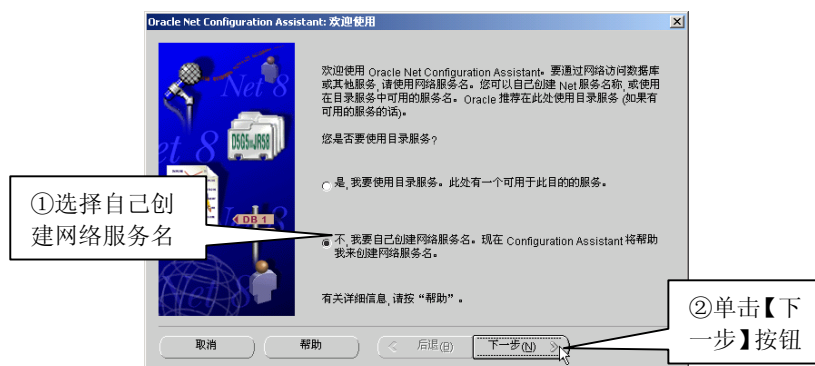 Oracle Net Configuration Assistant: 欢迎使用
Net 8
欢迎使用 Oracle Net Configuration Assistant。要通过网络访问数据库
或其他服务,请使用网络服务名。您可以自己创建 Net 服务名称,或使用
在目录服务中可用的服务名。Oracle 推荐在此处使用目录服务 (如果有
可用的服务的话)。
et 8
D5G5-JR58
您是否要使用目录服务?
是,我要使用目录服务。此处有一个可用于此目的的服务。
①选择自己创
建网络服务名
DB 1
不,我要自己创建网络服务名。现在 Configuration Assistant 将帮助
我来创建网络服务名。
有关详细信息,请按“帮助”。
②单击【下
一步】按钮
取消
帮助
后退(B)
下一步(N)